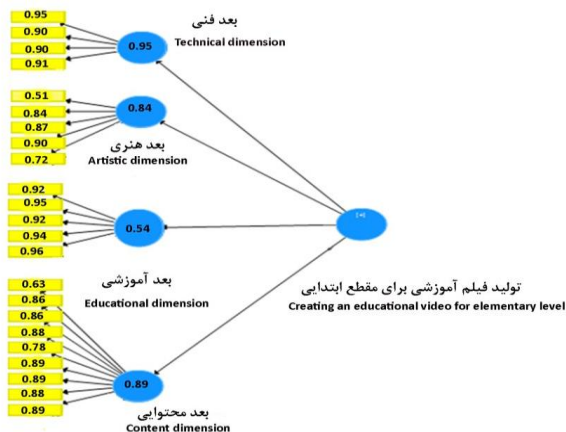 0.95
0.90
0.90
0.91
0.95
بعد فنی
Technical dimension
0.51
0.84
0.87
0.90
0.72
0.84
بعد هنری
Artistic dimension
0.92
0.95
0.92
0.94
0.96
0.54
بعد آموزشی
Educational dimension
تولید فیلم آموزشی برای مقطع ابتدایی
Creating an educational video for elementary level
0.63
0.86
0.86
0.88
0.78
0.89
0.89
0.88
0.89
0.89
بعد محتوایی
Content dimension